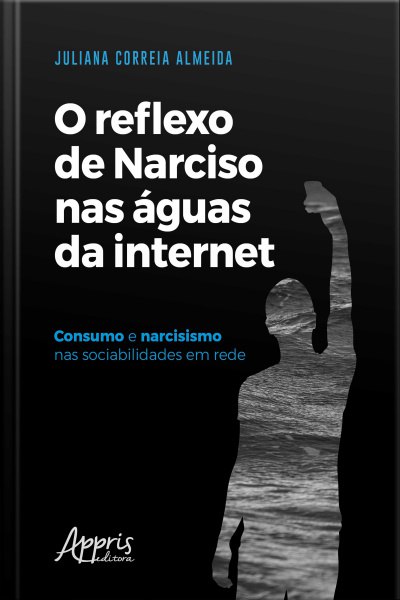 JULIANA CORREIA ALMEIDA
O reflexo
de Narciso
nas águas
da internet
Consumo e narcisismo
nas sociabilidades em rede
Appris
editora